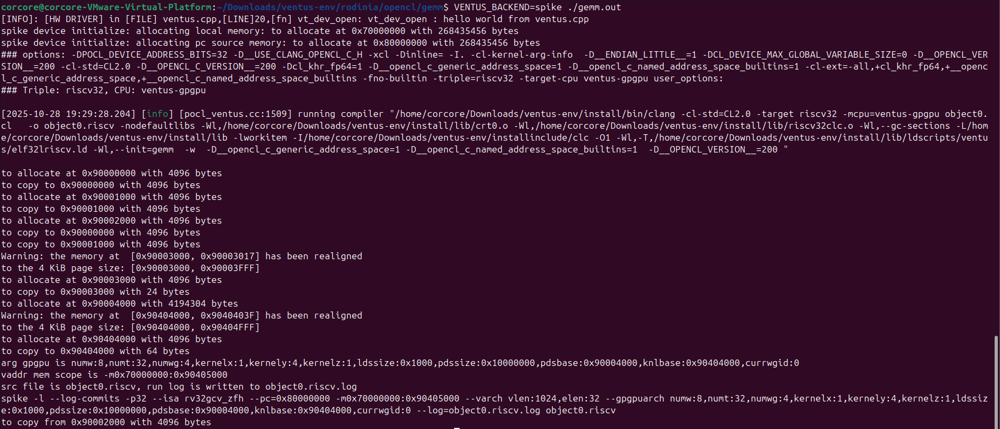 corcore@corcore-VMware-Virtual-Platform:~/Downloads/ventus-env/rodinia/opencl/gemm$ VENTUS_BACKEND=spike ./gemm.out
[INFO]: [HW DRIVER] in [FILE] ventus.cpp,[LINE]20,[fn] vt_dev_open: vt_dev_open : hello world from ventus.cpp
spike device initialize: allocating local memory: to allocate at 0x70000000 with 268435456 bytes
spike device initialize: allocating pc source memory: to allocate at 0x80000000 with 268435456 bytes
### options: -DPOCL_DEVICE_ADDRESS_BITS=32 -D__USE_CLANG_OPENCL_C_H -xcl -Dinline= -I. -cl-kernel-arg-info  -D__ENDIAN_LITTLE__=1 -DCL_DEVICE_MAX_GLOBAL_VARIABLE_SIZE=0 -D__OPENCL_VER
SION__=200 -cl-std=CL2.0 -D__OPENCL_C_VERSION__=200 -Dcl_khr_fp64=1 -D__opencl_c_generic_address_space=1 -D__opencl_c_named_address_space_builtins=1 -cl-ext=-all,+cl_khr_fp64,+__openc
l_c_generic_address_space,+__opencl_c_named_address_space_builtins -fno-builtin -triple=riscv32 -target-cpu ventus-gpgpu user_options:
### Triple: riscv32, CPU: ventus-gpgpu
[2025-10-28 19:29:28.204] [info] [pocl_ventus.cc:1509] running compiler "/home/corcore/Downloads/ventus-env/install/bin/clang -cl-std=CL2.0 -target riscv32 -mcpu=ventus-gpgpu object0.
cl   -o object0.riscv -nodefaultlibs -Wl,/home/corcore/Downloads/ventus-env/install/lib/crt0.o -Wl,/home/corcore/Downloads/ventus-env/install/lib/riscv32clc.o -Wl,--gc-sections -L/hom
e/corcore/Downloads/ventus-env/install/lib -lworkitem -I/home/corcore/Downloads/ventus-env/installinclude/clc -O1 -Wl,-T,/home/corcore/Downloads/ventus-env/install/lib/ldscripts/ventu
s/elf32lriscv.ld -Wl,--init=gemm  -w  -D__opencl_c_generic_address_space=1 -D__opencl_c_named_address_space_builtins=1  -D__OPENCL_VERSION__=200 "
to allocate at 0x90000000 with 4096 bytes
to copy to 0x90000000 with 4096 bytes
to allocate at 0x90001000 with 4096 bytes
to copy to 0x90001000 with 4096 bytes
to allocate at 0x90002000 with 4096 bytes
to copy to 0x90000000 with 4096 bytes
to copy to 0x90001000 with 4096 bytes
Warning: the memory at  [0x90003000, 0x90003017] has been realigned
to the 4 KiB page size: [0x90003000, 0x90003FFF]
to allocate at 0x90003000 with 4096 bytes
to copy to 0x90003000 with 24 bytes
to allocate at 0x90004000 with 4194304 bytes
Warning: the memory at  [0x90404000, 0x9040403F] has been realigned
to the 4 KiB page size: [0x90404000, 0x90404FFF]
to allocate at 0x90404000 with 4096 bytes
to copy to 0x90404000 with 64 bytes
arg gpgpu is numw:8,numt:32,numwg:4,kernelx:1,kernely:4,kernelz:1,ldssize:0x1000,pdssize:0x10000000,pdsbase:0x90004000,knlbase:0x90404000,currwgid:0
vaddr mem scope is -m0x70000000:0x90405000
src file is object0.riscv, run log is written to object0.riscv.log
spike -l --log-commits -p32 --isa rv32gcv_zfh --pc=0x80000000 -m0x70000000:0x90405000 --varch vlen:1024,elen:32 --gpgpuarch numw:8,numt:32,numwg:4,kernelx:1,kernely:4,kernelz:1,ldssiz
e:0x1000,pdssize:0x10000000,pdsbase:0x90004000,knlbase:0x90404000,currwgid:0 --log=object0.riscv.log object0.riscv
to copy from 0x90002000 with 4096 bytes